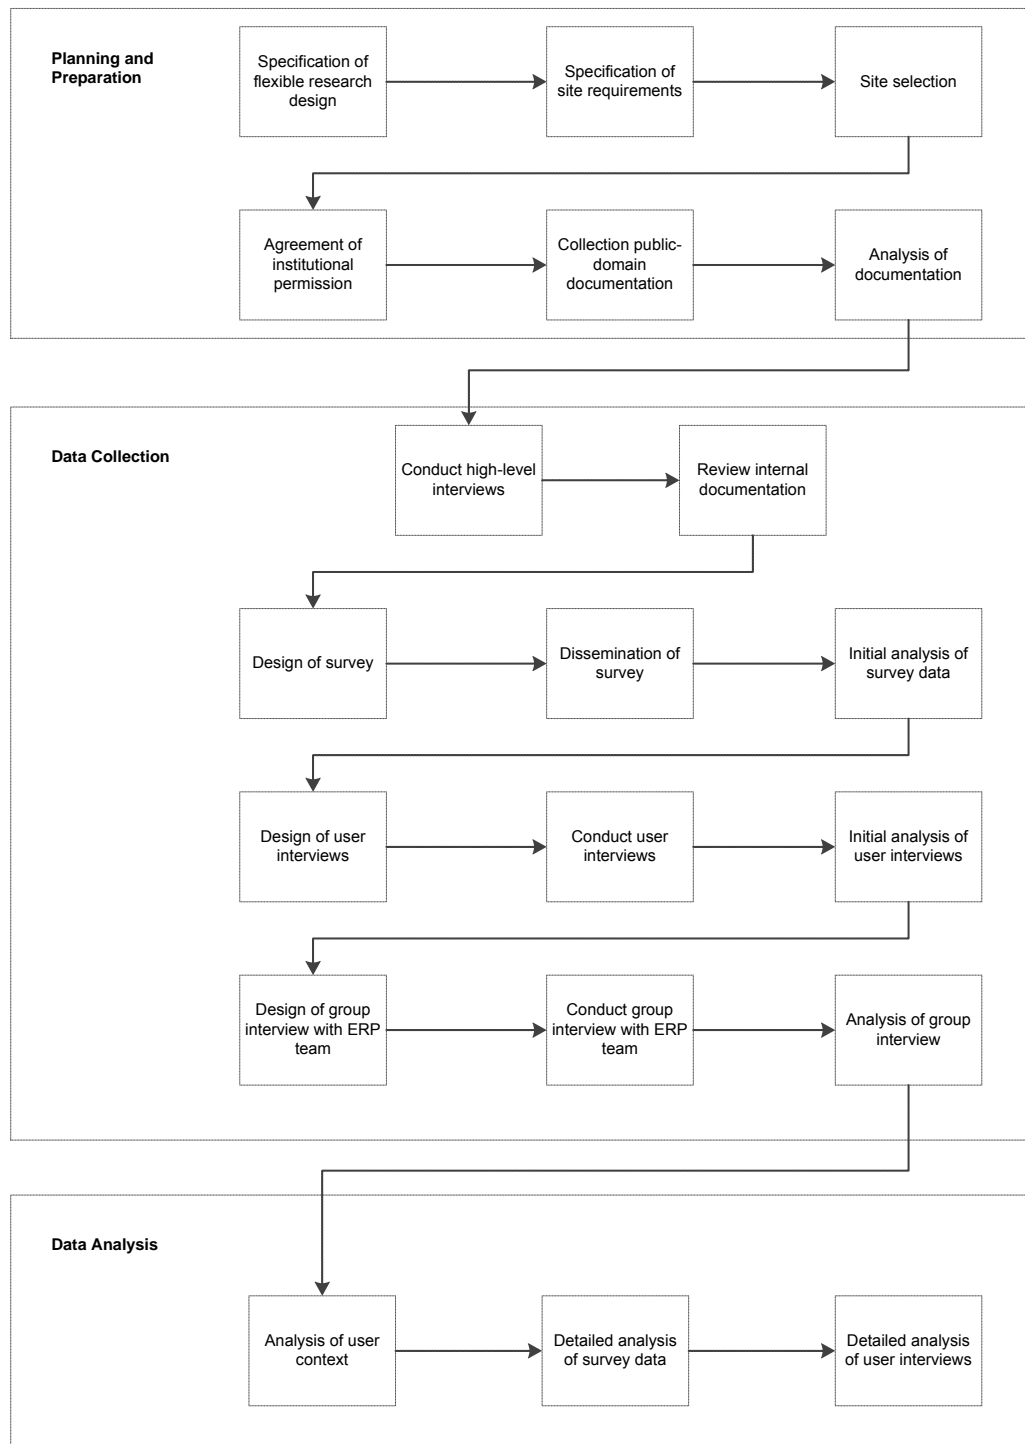 Planning and
Preparation
Specification of
flexible research
design
Specification of
site requirements
Site selection
Agreement of
institutional
permission
Collection public-
domain
documentation
Analysis of
documentation
Data Collection
Conduct high-level
interviews
Review internal
documentation
Design of survey
Dissemination of
survey
Initial analysis of
survey data
Design of user
interviews
Conduct user
interviews
Initial analysis of
user interviews
Design of group
interview with ERP
team
Conduct group
interview with ERP
team
Analysis of group
interview
Data Analysis
Analysis of user
context
Detailed analysis
of survey data
Detailed analysis
of user interviews